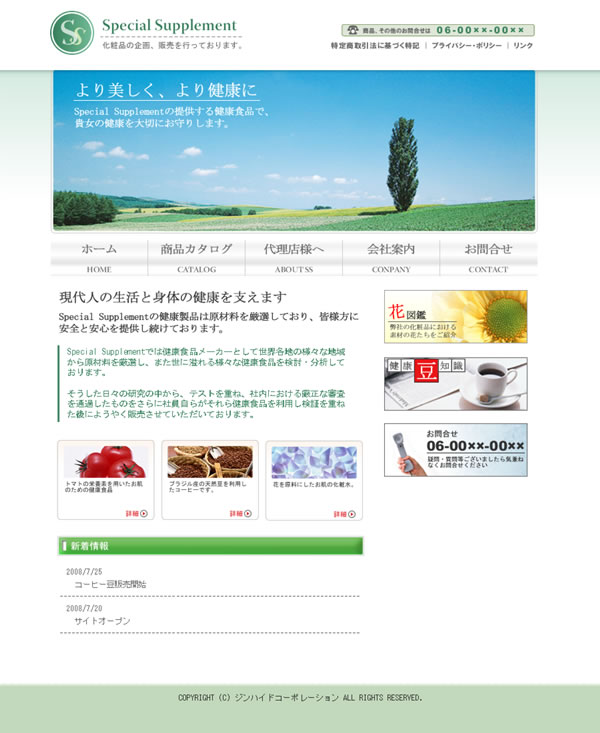 SS
Special Supplement
化粧品の企画、販売を行っております。
商品、その他のお問合せは 06-00××-00××
特定商取引法に基づく特記 | プライバシー・ポリシー | リンク
より美しく、より健康に
Special Supplementの提供する健康食品で、
貴女の健康を大切にお守りします。
ホーム 商品カタログ 代理店様へ 会社案内 お問合せ
HOME CATALOG ABOUT SS CONPANY CONTACT
現代人の生活と身体の健康を支えます
Special Supplementの健康製品は原材料を厳選しており、皆様方に
安全と安心を提供し続けております。
Special Supplementでは健康食品メーカーとして世界各地の様々な地域
から原材料を厳選し、また世に溢れる様々な健康食品を検討・分析して
おります。
そうした日々の研究の中から、テストを重ね、社内における厳正な審査
を通過したものをさらに社員自らがそれら健康食品を利用し検証を重ね
た後にようやく販売させていただいております。
花図鑑
弊社の化粧品における
素材の花たちをご紹介
健康豆知識
お問合せ
06-00××-00××
疑問・質問等ございましたら気兼ね
なくお問合せください
トマトの栄養素を用いたお肌
のための健康食品
詳細
ブラジル産の天然豆を利用し
たコーヒーです。
詳細
花を原料にしたお肌の化粧水。
詳細
新着情報
2008/7/25
コーヒー豆販売開始
2008/7/20
サイトオープン
COPYRIGHT (C) ジンハイドコーポレーション ALL RIGHTS RESERVED.